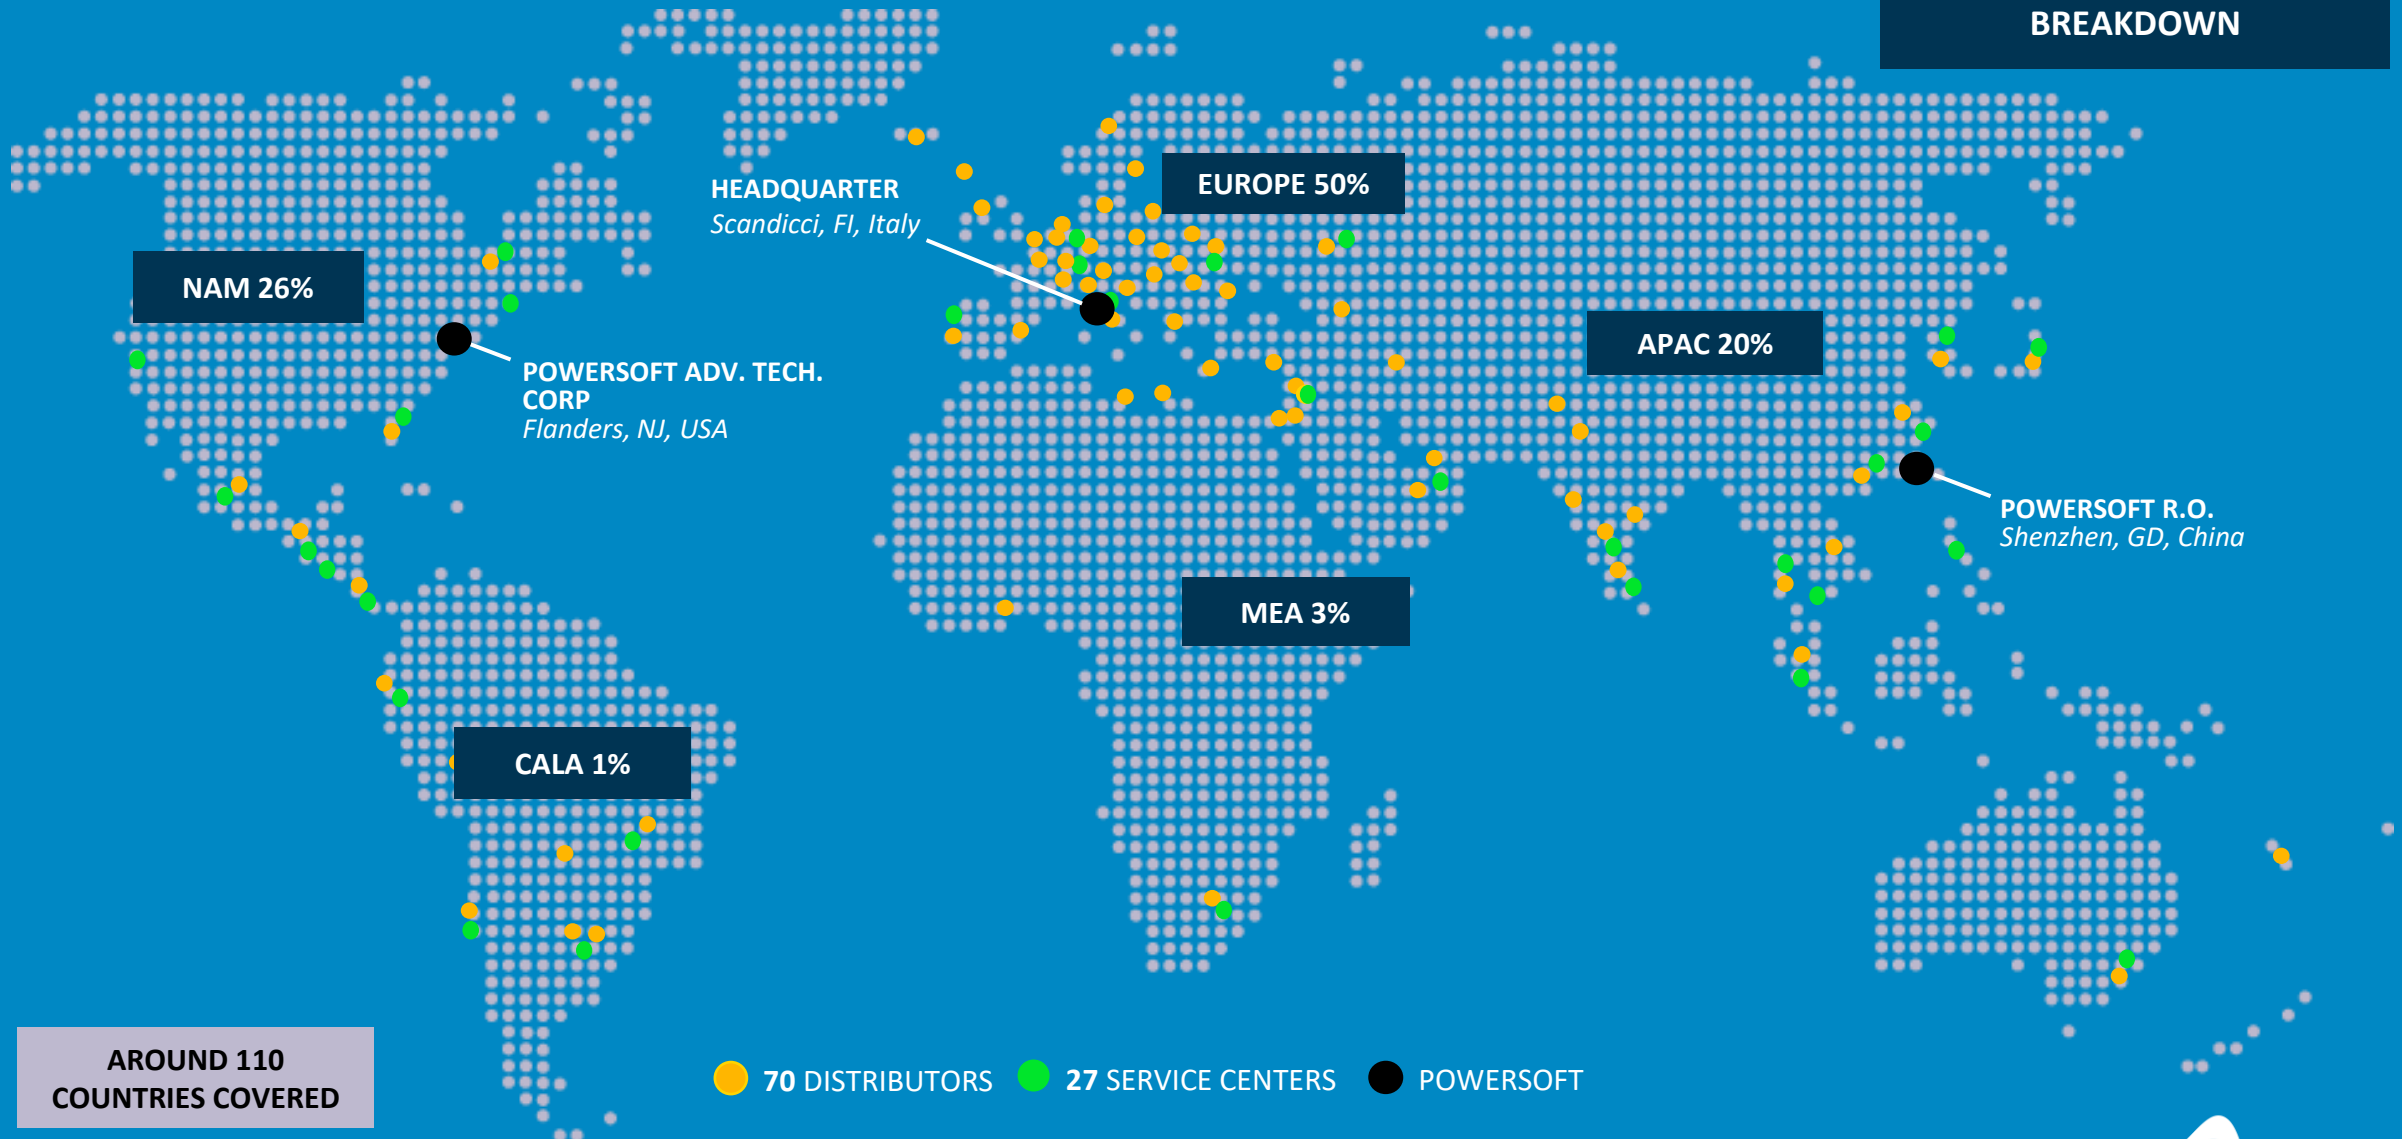 BREAKDOWN
EUROPE 50%
HEADQUARTER
Scandicci, FI, Italy
NAM 26%
APAC 20%
POWERSOFT ADV. TECH.
CORP
Flanders, NJ, USA
POWERSOFT R.O.
Shenzhen, GD, China
MEA 3%
CALA 1%
AROUND 110
COUNTRIES COVERED
70 DISTRIBUTORS
27 SERVICE CENTERS
POWERSOFT